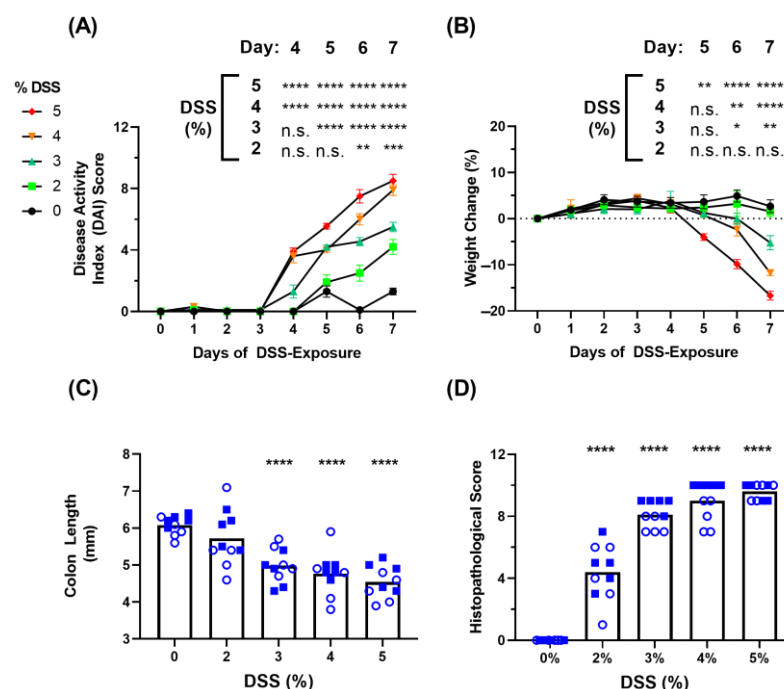 (A)
Day: 4 5 6 7
DSS (%)
5 **** **** **** ****
4 **** **** **** ****
3 n.s. **** **** ****
2 n.s. n.s. ** ***
% DSS
5
4
3
2
0
Disease Activity
Index (DAI) Score
12
8
4
0
0 1 2 3 4 5 6 7
Days of DSS-Exposure
(B)
Day: 5 6 7
DSS (%)
5 ** **** ****
4 n.s. ** ****
3 n.s. * **
2 n.s. n.s. n.s.
Weight Change (%)
20
10
0
–10
–20
0 1 2 3 4 5 6 7
Days of DSS-Exposure
(C)
**** **** ****
Colon Length
(mm)
8
7
6
5
4
3
0 2 3 4 5
DSS (%)
(D)
**** **** **** ****
Histopathological Score
12
8
4
0
0% 2% 3% 4% 5%
DSS (%)